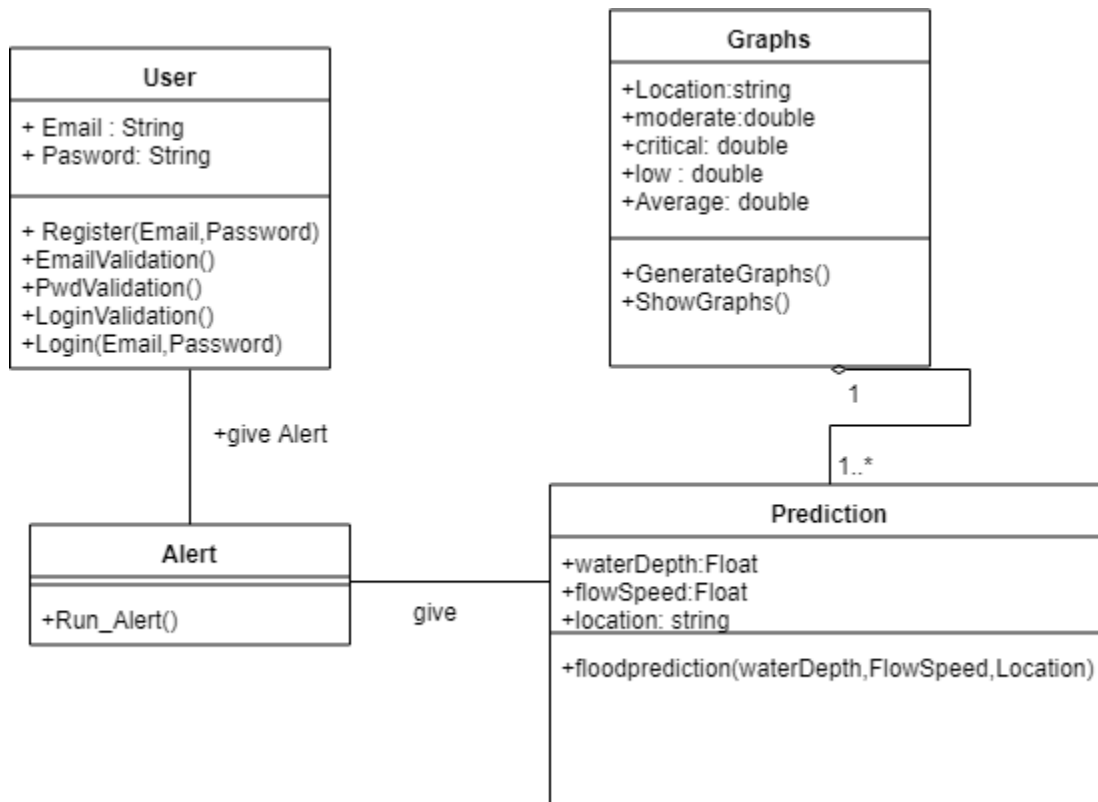 User
+ Email : String
+ Pasword: String
+ Register(Email,Password)
+EmailValidation()
+PwdValidation()
+LoginValidation()
+Login(Email,Password)
Graphs
+Location:string
+moderate:double
+critical: double
+low : double
+Average: double
+GenerateGraphs()
+ShowGraphs()
1
1..*
+give Alert
Alert
+Run_Alert()
give
Prediction
+waterDepth:Float
+flowSpeed:Float
+location: string
+floodprediction(waterDepth,FlowSpeed,Location)